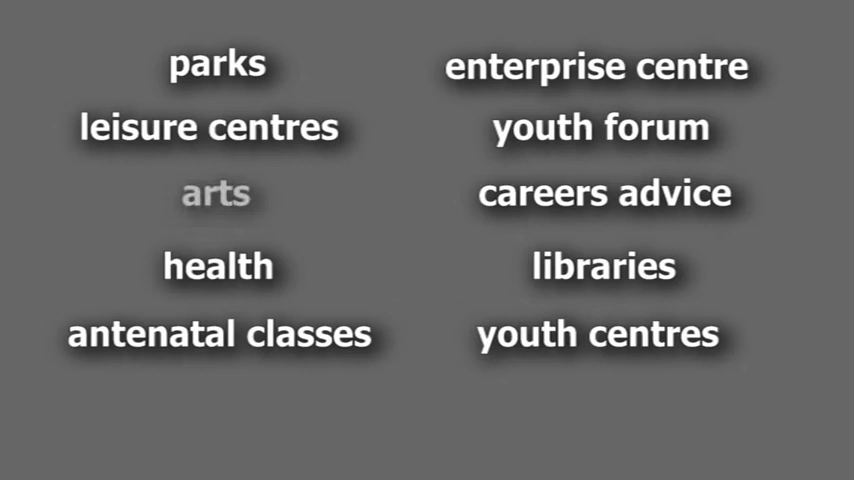 parks
leisure centres
arts
health
antenatal classes
enterprise centre
youth forum
careers advice
libraries
youth centres